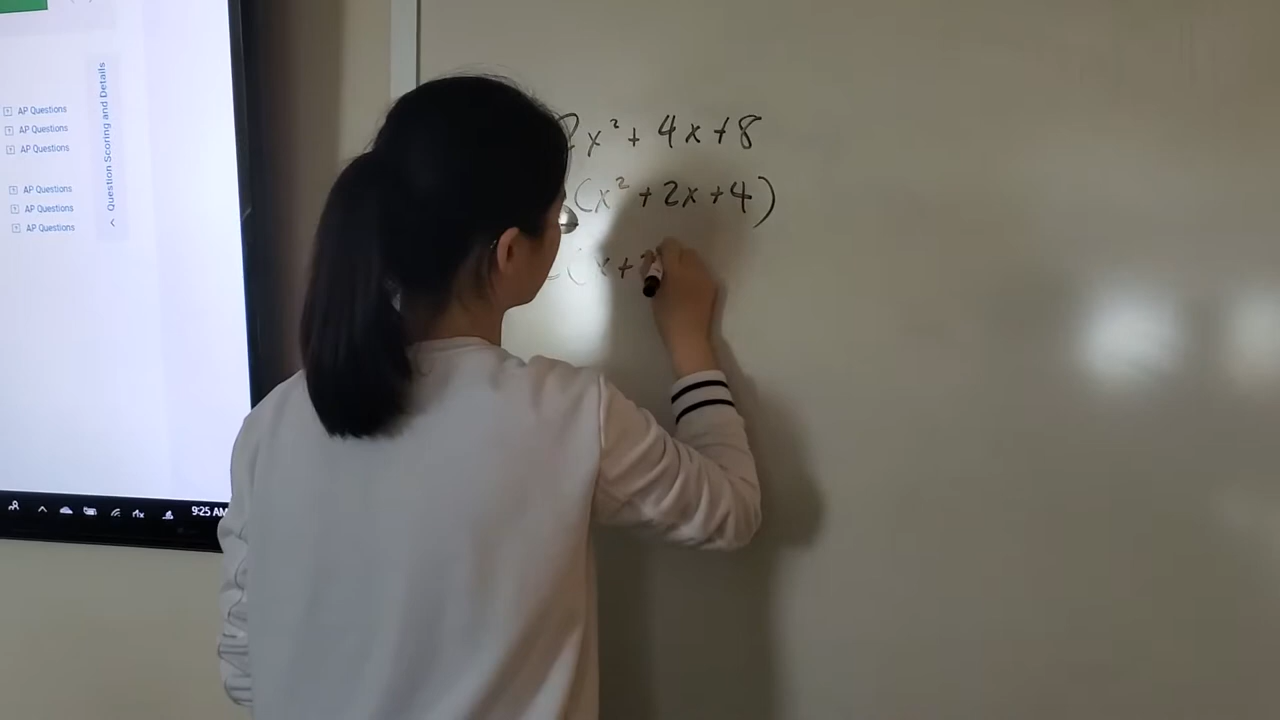 AP Questions
AP Questions
AP Questions
AP Questions
AP Questions
AP Questions
Question Scoring and Details
9:25 AM
2x² + 4x + 8
(x² + 2x + 4)
(x +